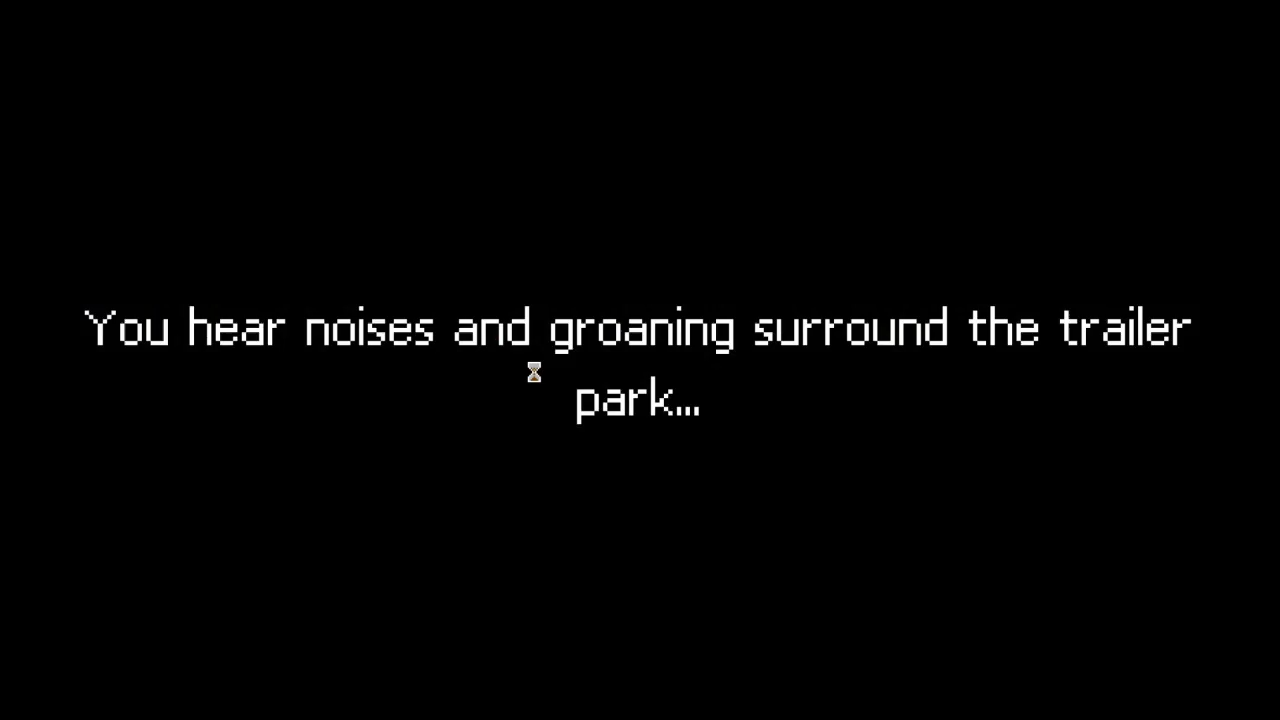 You hear noises and groaning surround the trailer
park...